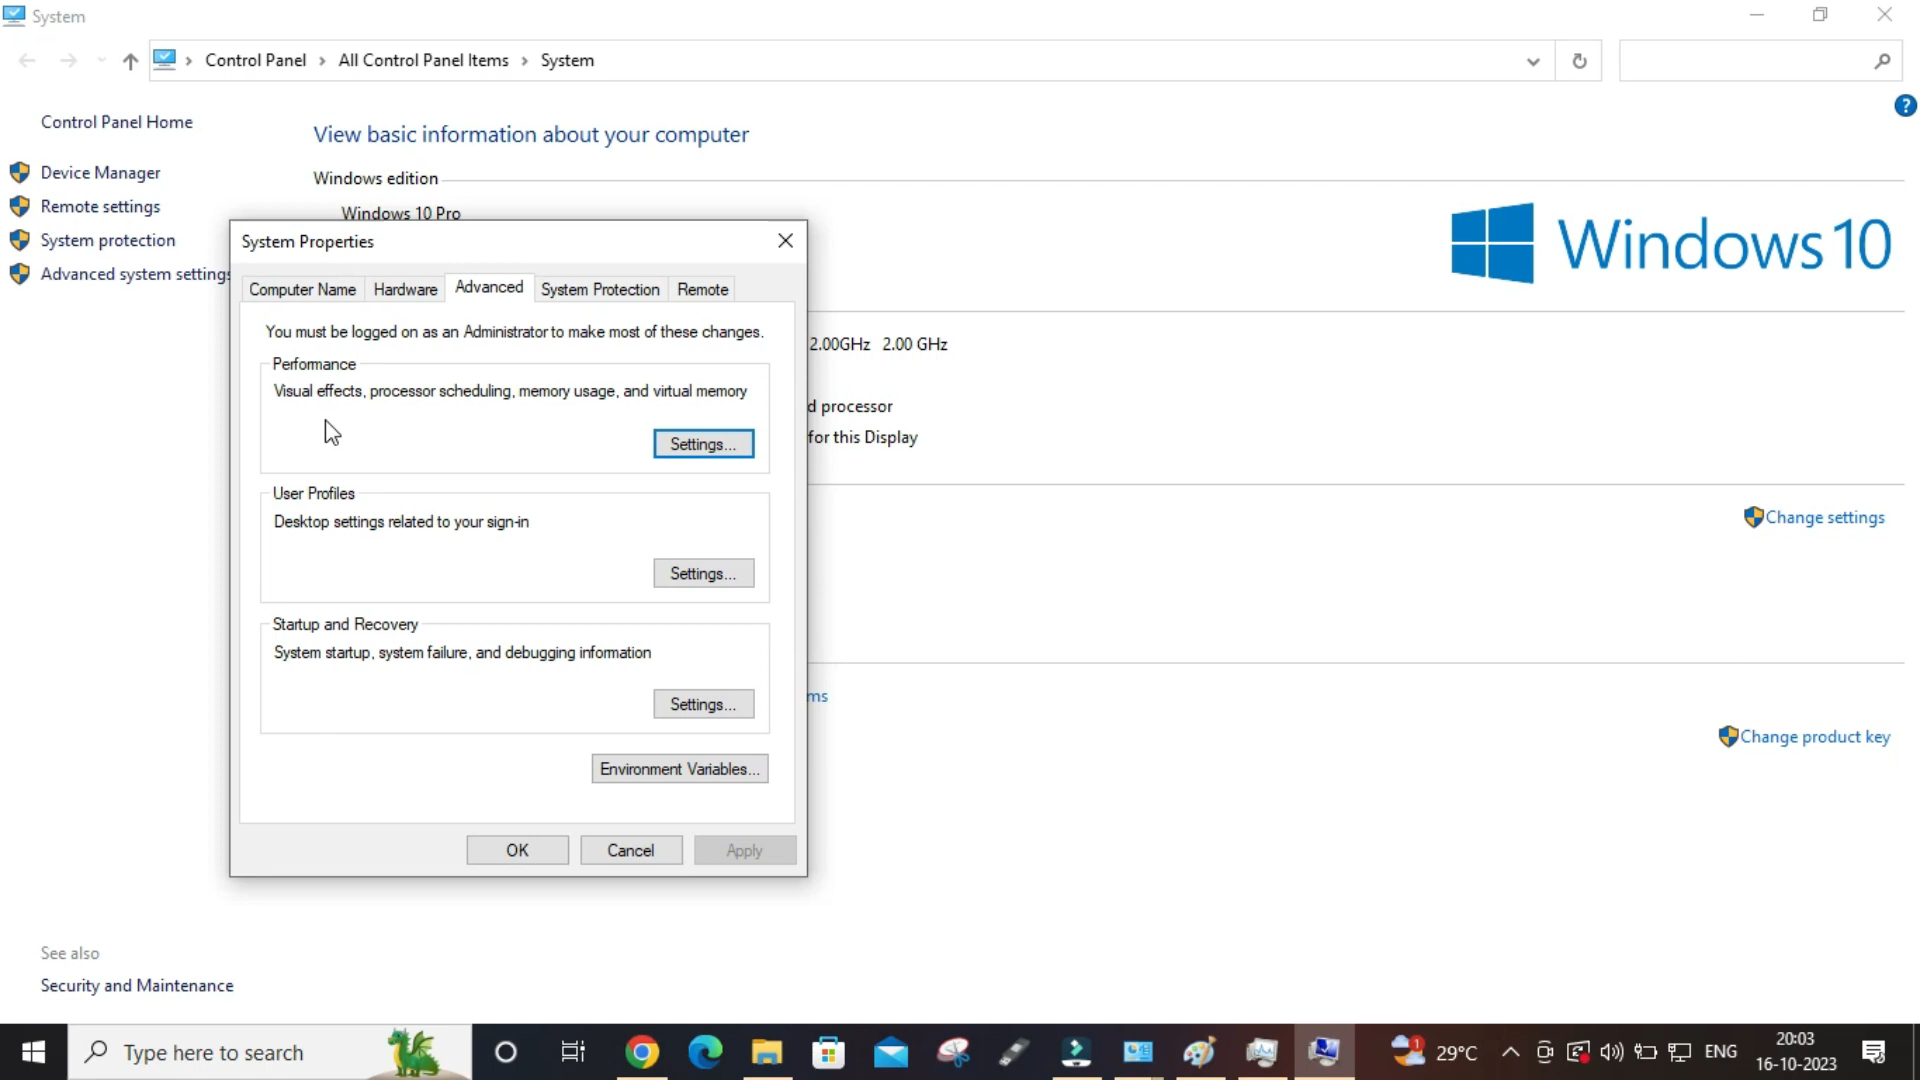 System
Control Panel > All Control Panel Items > System
Control Panel Home
Device Manager
Remote settings
System protection
Advanced system settings
View basic information about your computer
Windows edition
Windows 10 Pro
Windows 10
System Properties
Computer Name Hardware Advanced System Protection Remote
You must be logged on as an Administrator to make most of these changes.
Performance
Visual effects, processor scheduling, memory usage, and virtual memory
Settings...
User Profiles
Desktop settings related to your sign-in
Settings...
Startup and Recovery
System startup, system failure, and debugging information
Settings...
Environment Variables...
OK Cancel Apply
2.00GHz 2.00 GHz
d processor
for this Display
Change settings
ms
Change product key
See also
Security and Maintenance
Type here to search
1
29°C
ENG
20:03
16-10-2023
?